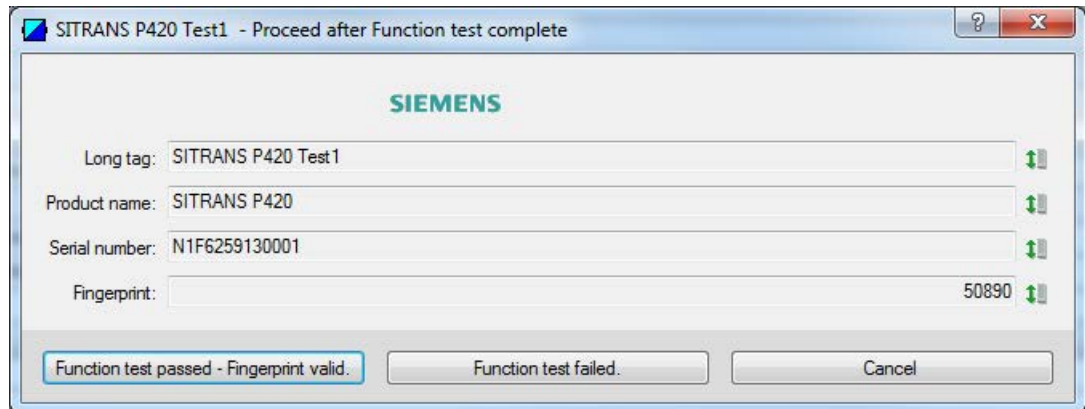 SITRANS P420 Test1 - Proceed after Function test complete
?
X
SIEMENS
Long tag: SITRANS P420 Test1
Product name: SITRANS P420
Serial number: N1F6259130001
Fingerprint: 50890
Function test passed - Fingerprint valid. Function test failed. Cancel